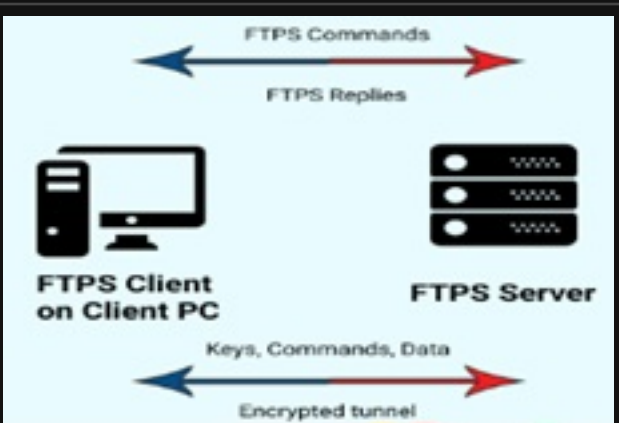 FTPS Commands
FTPS Replies
FTPS Client
on Client PC
FTPS Server
Keys, Commands, Data
Encrypted tunnel